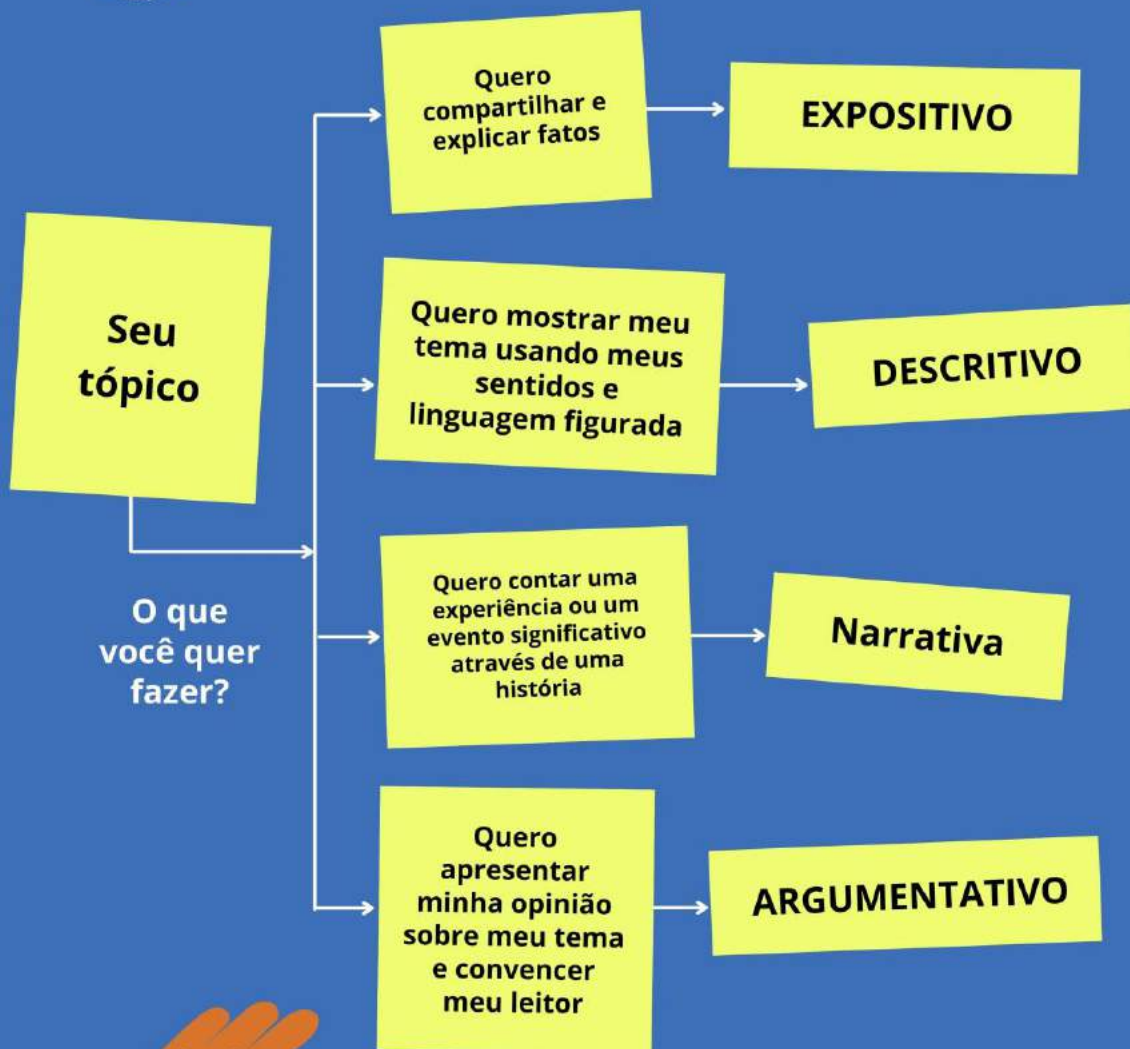 Seu
tópico
O que
você quer
fazer?
Quero
compartilhar e
explicar fatos
EXPOSITIVO
Quero mostrar meu
tema usando meus
sentidos e
linguagem figurada
DESCRITIVO
Quero contar uma
experiência ou um
evento significativo
através de uma
história
Narrativa
Quero
apresentar
minha opinião
sobre meu tema
e convencer
meu leitor
ARGUMENTATIVO